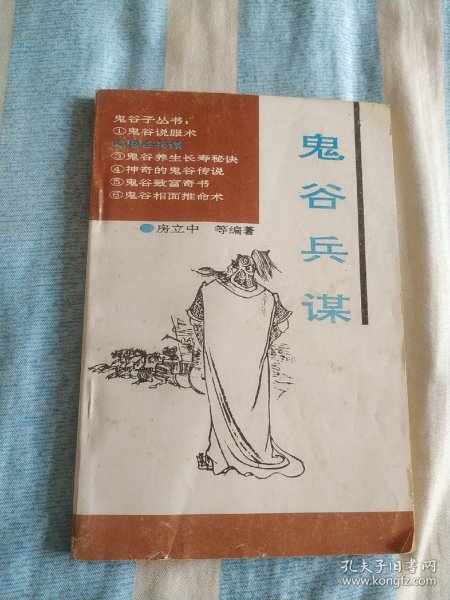 鬼谷子丛书：
①鬼谷说服术
②鬼谷兵谋
③鬼谷养生长寿秘诀
④神奇的鬼谷传说
⑤鬼谷致富奇书
⑥鬼谷相面推命术
房立中 等编著
鬼谷兵谋
孔夫子旧书网
www.kongfz.com